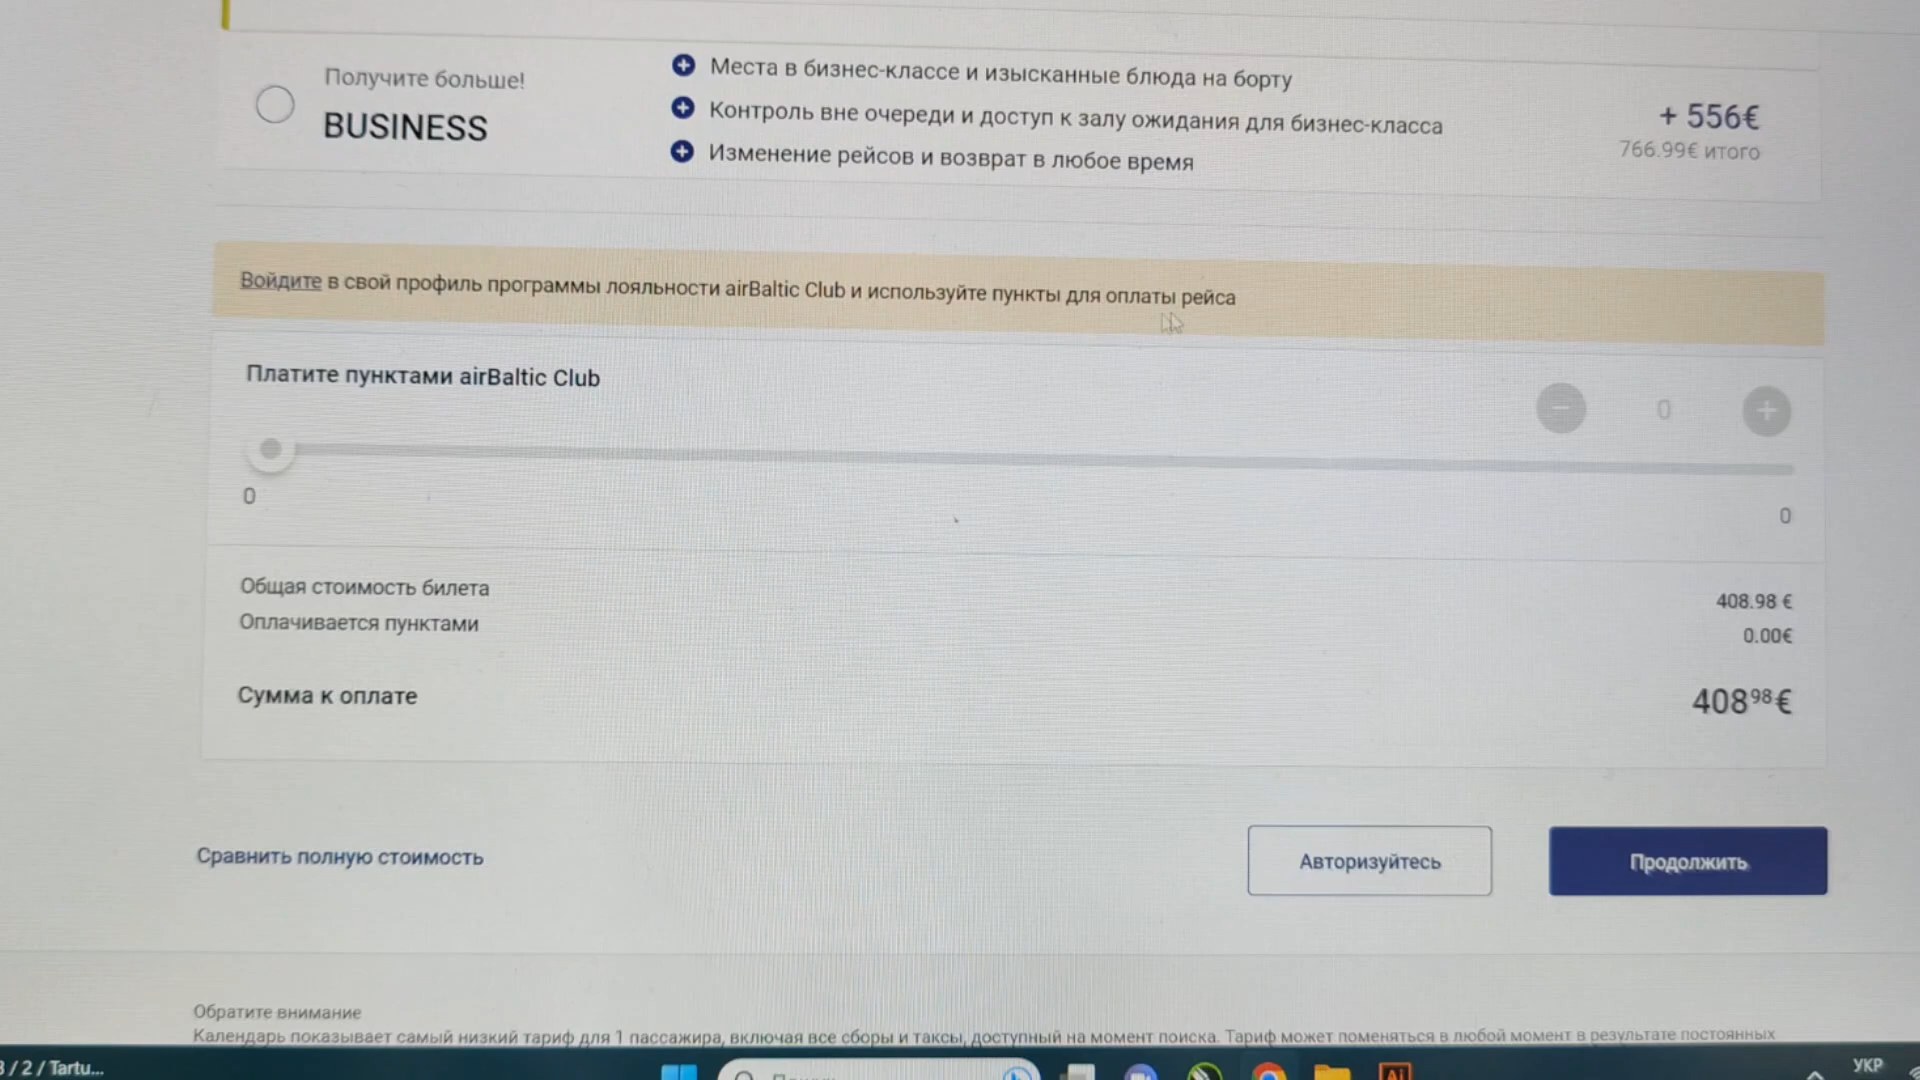 Получите больше!
BUSINESS
Места в бизнес-классе и изысканные блюда на борту
Контроль вне очереди и доступ к залу ожидания для бизнес-класса
Изменение рейсов и возврат в любое время
+ 556€
766.99€ итого
Войдите в свой профиль программы лояльности airBaltic Club и используйте пункты для оплаты рейса
Платите пунктами airBaltic Club
− 0 +
0
0
Общая стоимость билета 408.98 €
Оплачивается пунктами 0.00€
Сумма к оплате 408⁹⁸€
Сравнить полную стоимость
Авторизуйтесь
Продолжить
Обратите внимание
Календарь показывает самый низкий тариф для 1 пассажира, включая все сборы и таксы, доступный на момент поиска. Тариф может поменяться в любой момент в результате постоянных
/ 2 / Tartu...
Ai
УКР